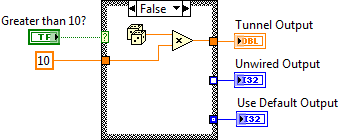 False
Greater than 10?
TF
?
10
×
Tunnel Output
DBL
Unwired Output
I32
Use Default Output
I32